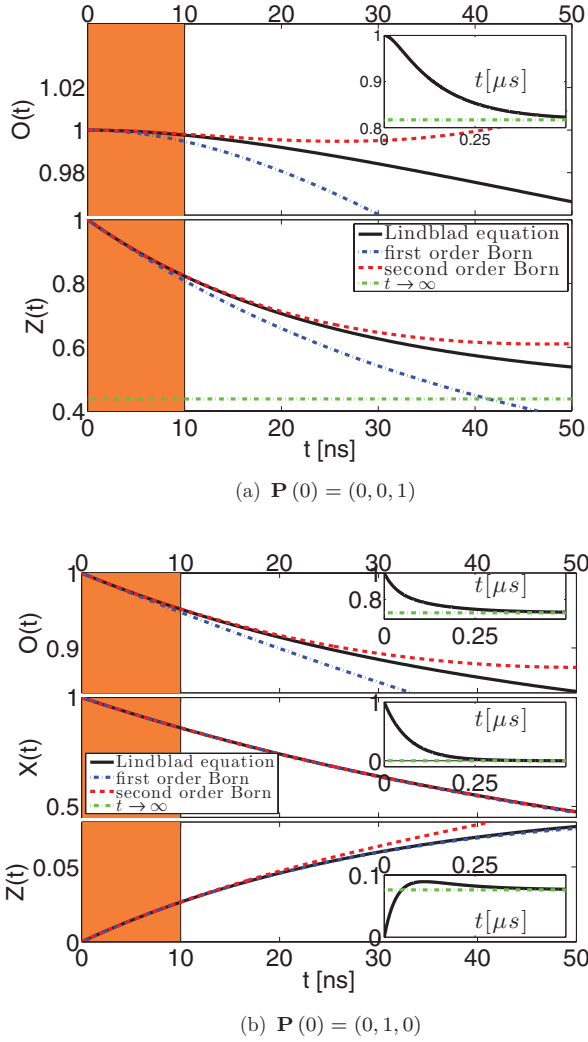 0 10 20 30 40 50
O(t)
1.02
1
0.98
1
0.9
0.8
t[μs]
0.25
Z(t)
1
0.8
0.6
0.4
Lindblad equation
first order Born
second order Born
t → ∞
0 10 20 30 40 50
t [ns]
(a) P (0) = (0, 0, 1)
0 10 20 30 40 50
O(t)
1
0.9
1
0.8
t[μs]
0 0.25
X(t)
1
0.5
1
0
t[μs]
0 0.25
Lindblad equation
first order Born
second order Born
t → ∞
Z(t)
0.05
0
0.1
0
t[μs]
0 10 20 30 40 50
t [ns]
(b) P (0) = (0, 1, 0)